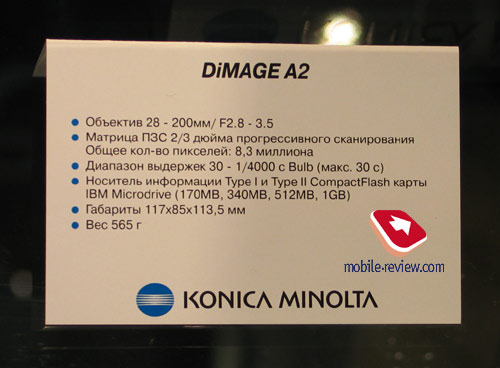 DiMAGE A2
Объектив 28 - 200мм/ F2.8 - 3.5
Матрица ПЗС 2/3 дюйма прогрессивного сканирования
Общее кол-во пикселей: 8,3 миллиона
Диапазон выдержек 30 - 1/4000 с Bulb (макс. 30 с)
Носитель информации Type I и Type II CompactFlash карты
IBM Microdrive (170MB, 340MB, 512MB, 1GB)
Габариты 117x85x113,5 мм
Вес 565 г
mobile-review.com
KONICA MINOLTA